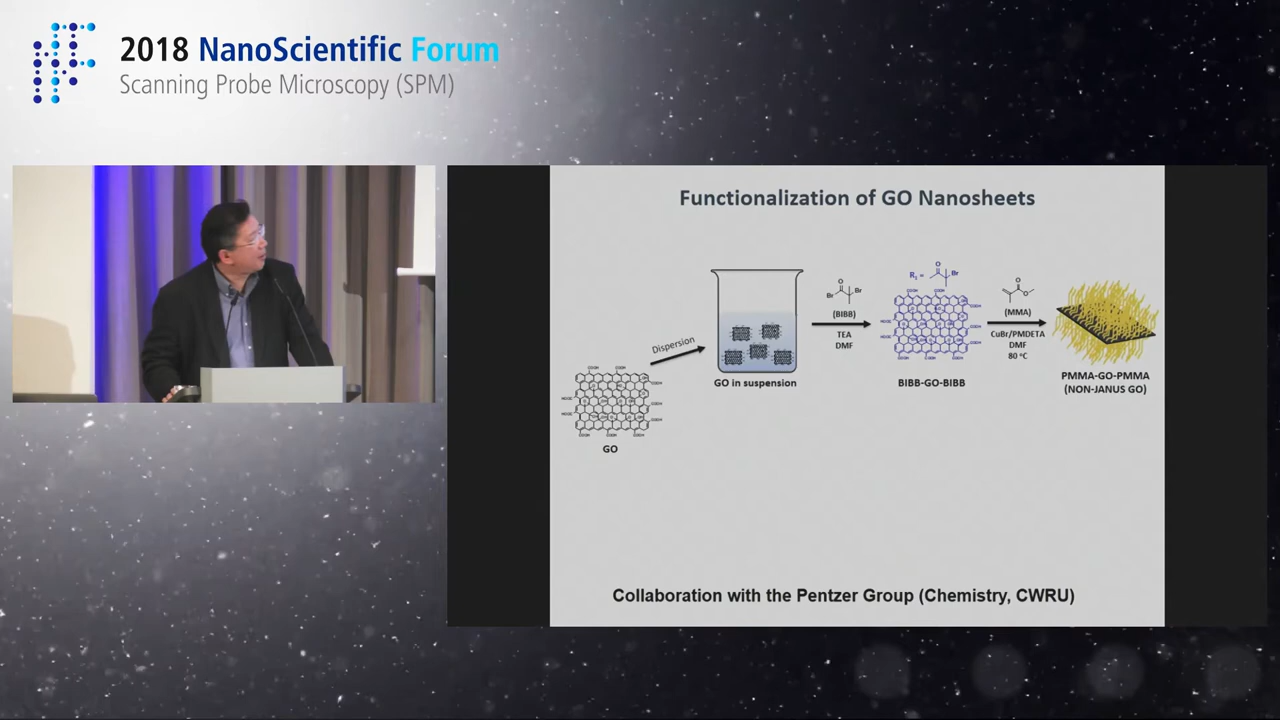 2018 NanoScientific Forum
Scanning Probe Microscopy (SPM)
Functionalization of GO Nanosheets
Dispersion
GO
GO in suspension
O
Br
Br
(BIBB)
TEA
DMF
R₁ =
O
Br
BIBB-GO-BIBB
O
O
(MMA)
CuBr/PMDETA
DMF
80 °C
PMMA-GO-PMMA
(NON-JANUS GO)
Collaboration with the Pentzer Group (Chemistry, CWRU)